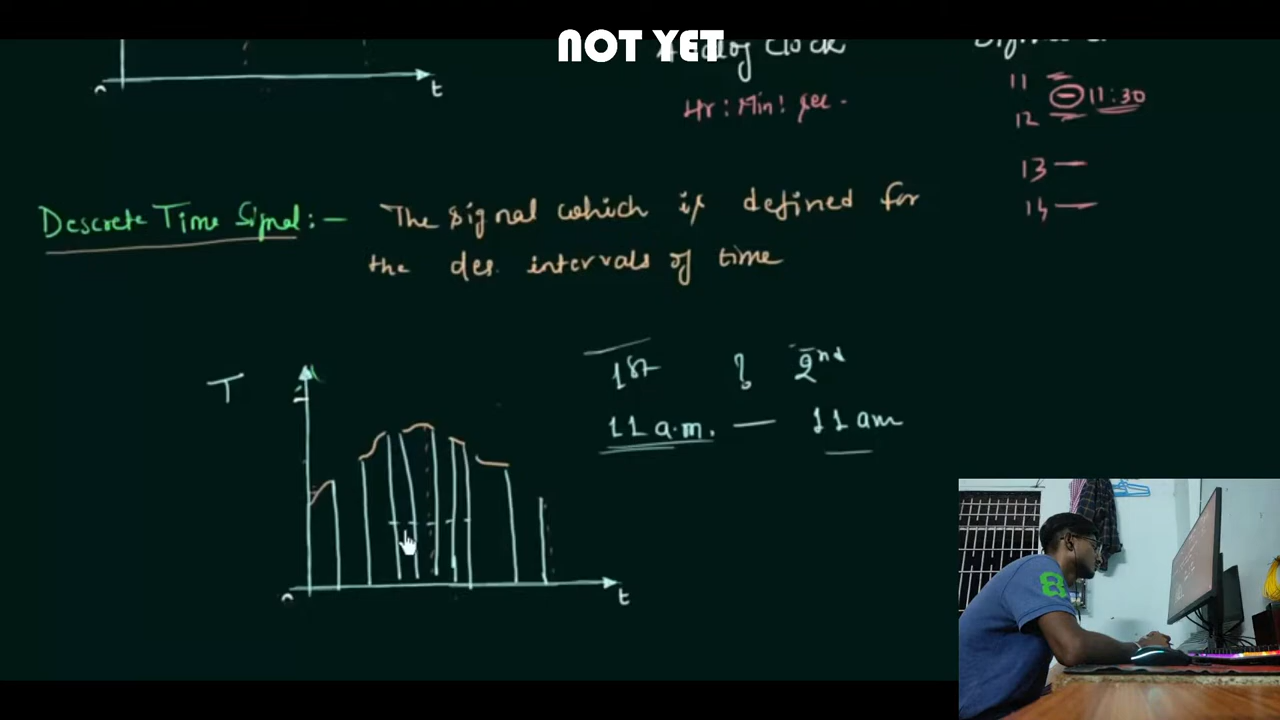 NOT YET
Clock
t
Hr : Min : sec.
11
11:30
12
13
14
Descrete Time Signal :- The signal which is defined for
the des. intervals of time
T
1st ? 2nd
11 a.m. — 11 am
t